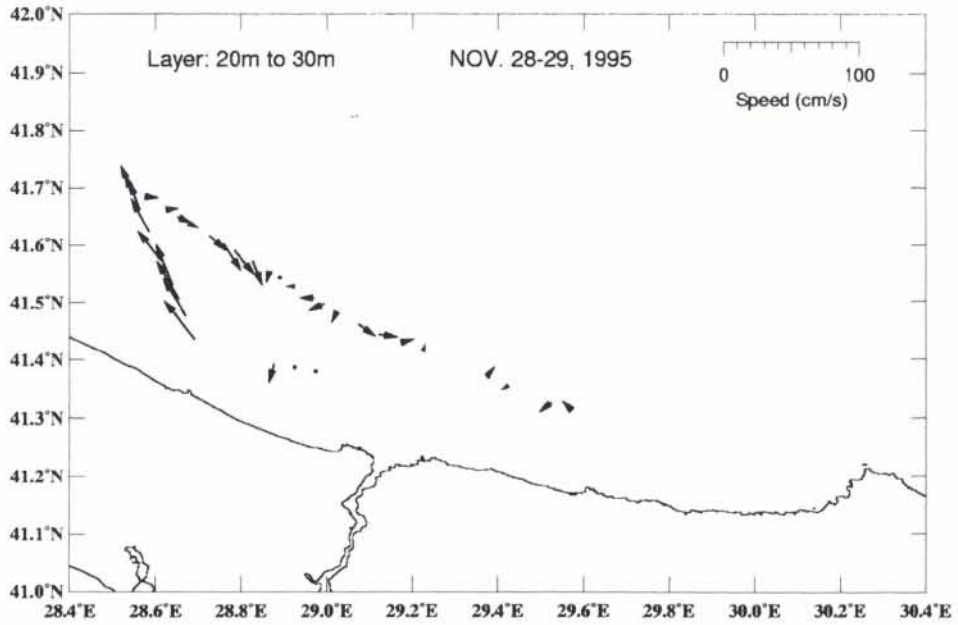 42.0°N
Layer: 20m to 30m NOV. 28-29, 1995
0 100
41.9°N
Speed (cm/s)
41.8°N
41.7°N
41.6°N
41.5°N
41.4°N
41.3°N
41.2°N
41.1°N
41.0°N
28.4°E 28.6°E 28.8°E 29.0°E 29.2°E 29.4°E 29.6°E 29.8°E 30.0°E 30.2°E 30.4°E